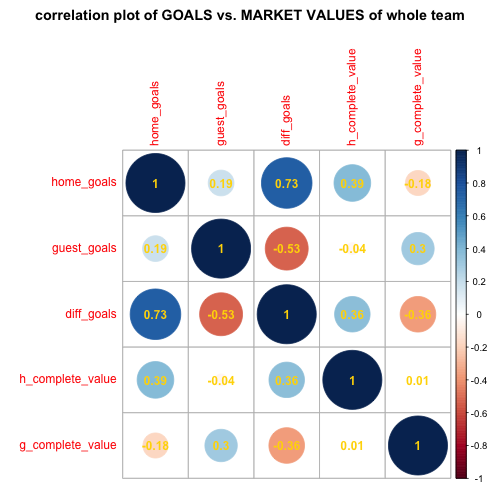 correlation plot of GOALS vs. MARKET VALUES of whole team
home_goals
guest_goals
diff_goals
h_complete_value
g_complete_value
home_goals 1 0.19 0.73 0.39 -0.18
guest_goals 0.19 1 -0.53 -0.04 0.3
diff_goals 0.73 -0.53 1 0.36 -0.36
h_complete_value 0.39 -0.04 0.36 1 0.01
g_complete_value -0.18 0.3 -0.36 0.01 1
1
0.8
0.6
0.4
0.2
0
-0.2
-0.4
-0.6
-0.8
-1